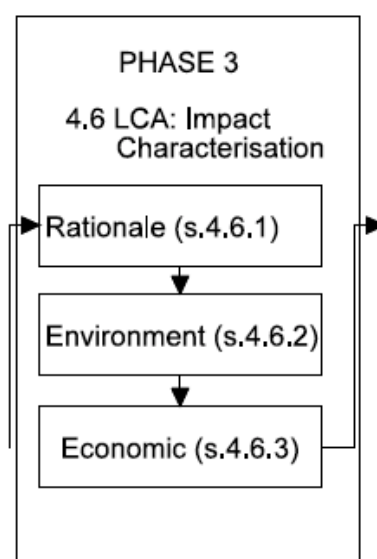 PHASE 3
4.6 LCA: Impact
Characterisation
Rationale (s.4.6.1)
Environment (s.4.6.2)
Economic (s.4.6.3)